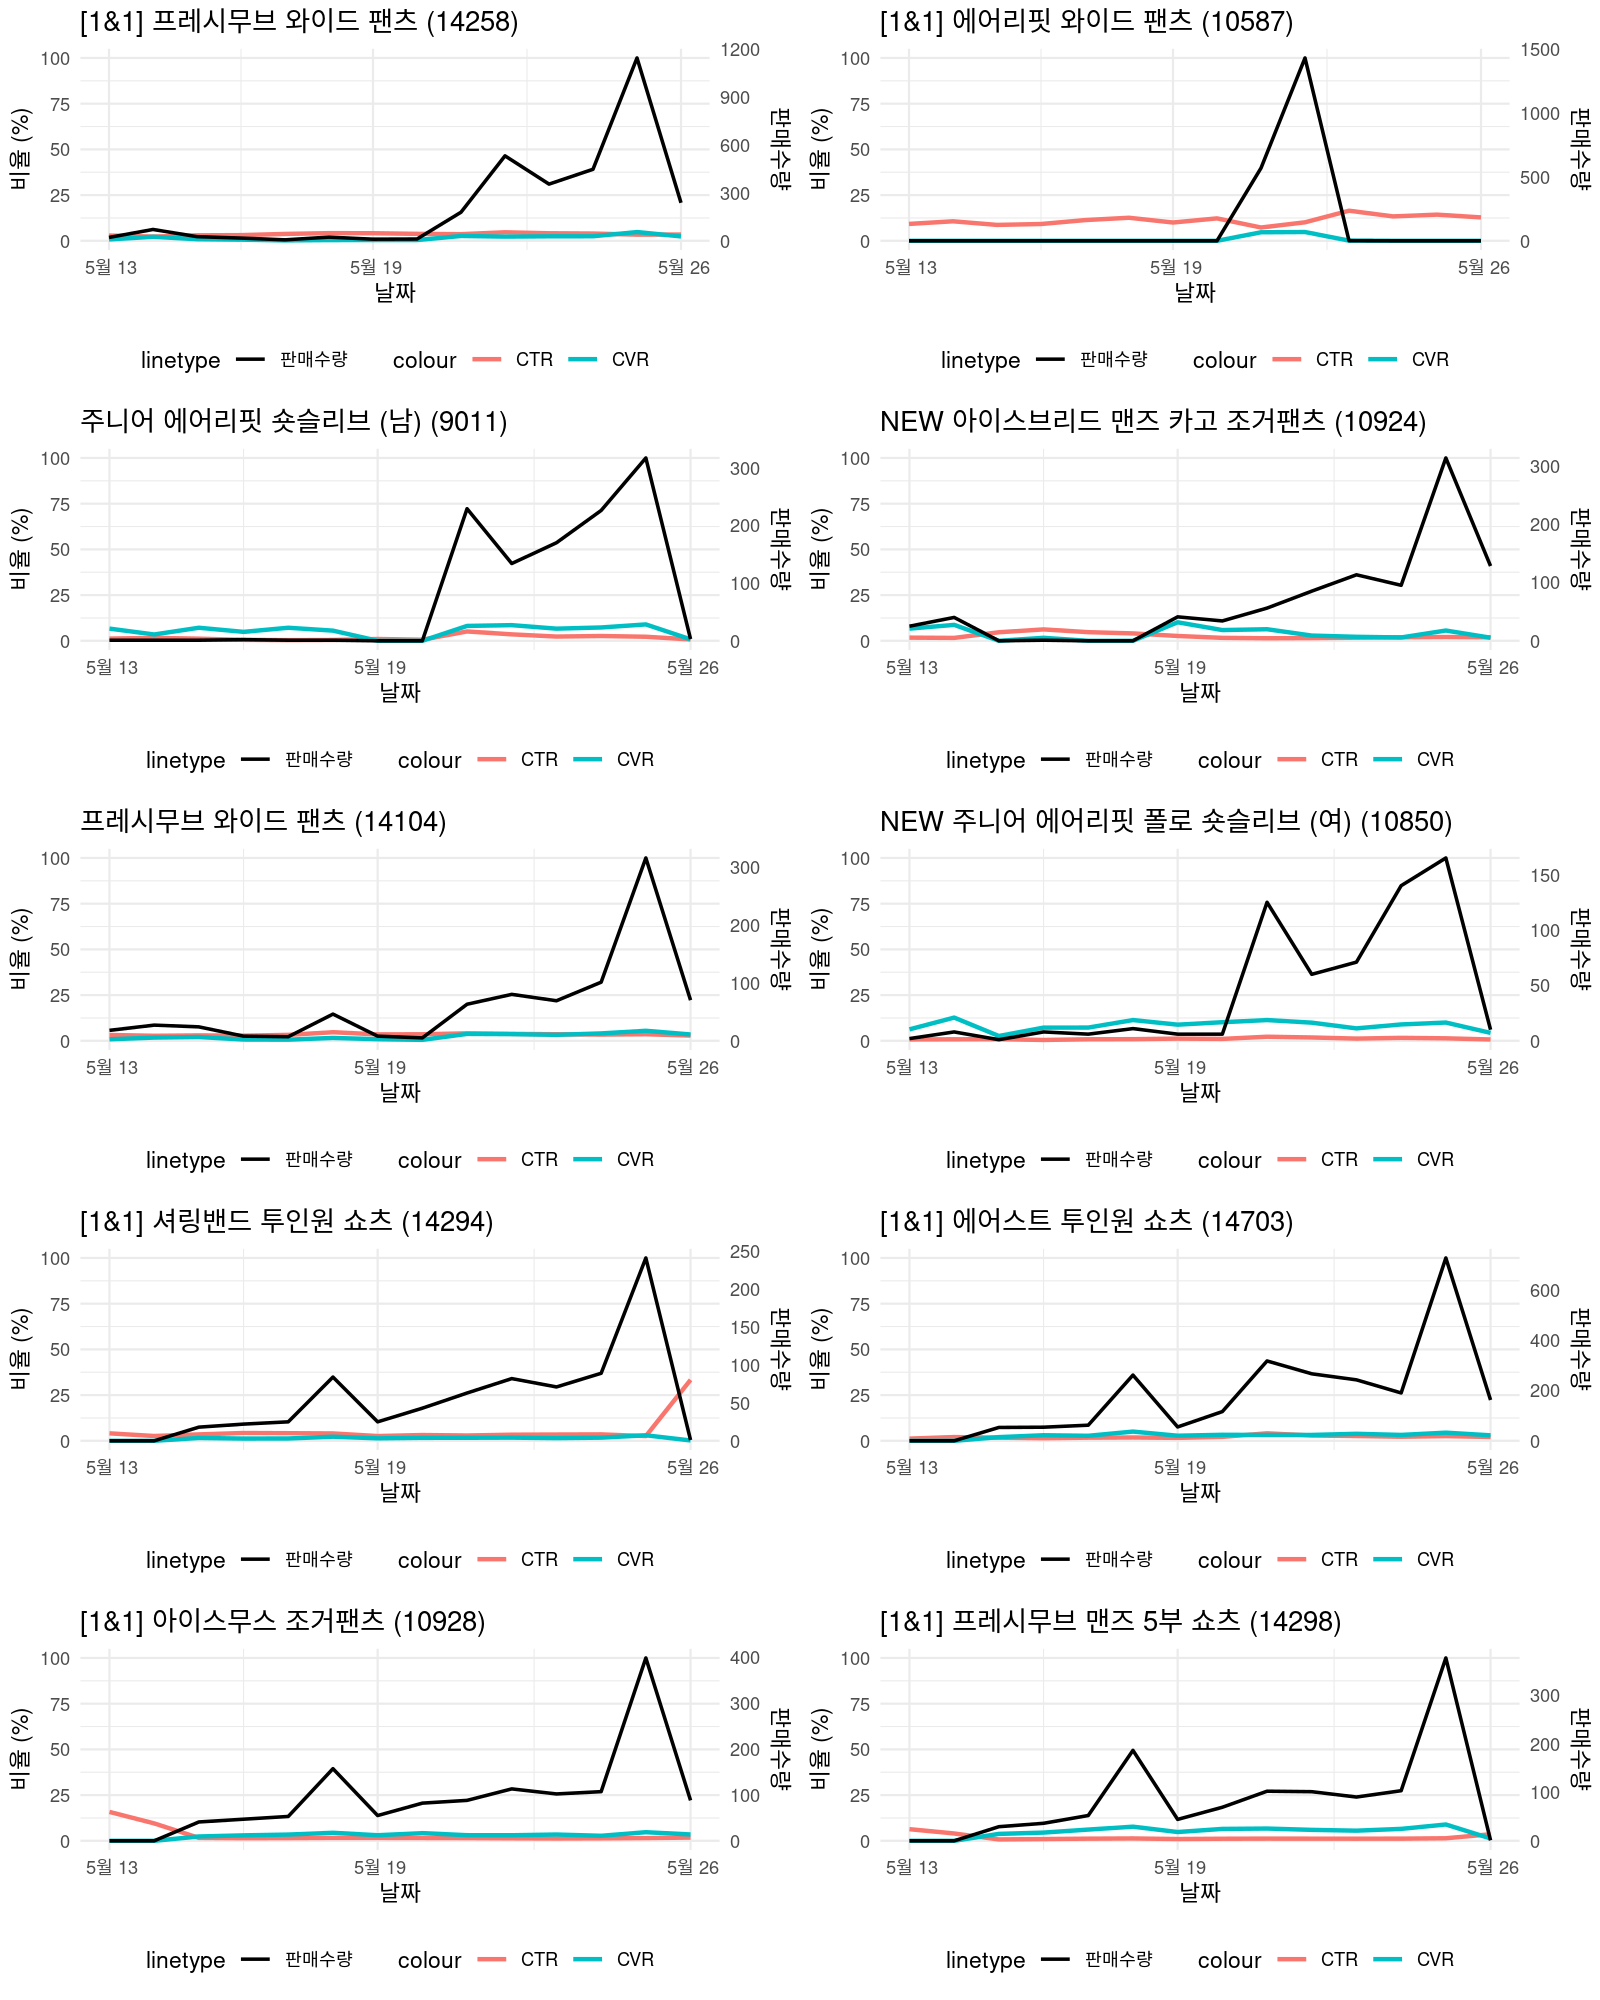 [1&1] 프레시무브 와이드 팬츠 (14258)
비율 (%)
100
75
50
25
0
1200
900
600
300
0
판매수량
5월 13 5월 19 5월 26
날짜
linetype 판매수량 colour CTR CVR
[1&1] 에어리핏 와이드 팬츠 (10587)
비율 (%)
100
75
50
25
0
1500
1000
500
0
판매수량
5월 13 5월 19 5월 26
날짜
linetype 판매수량 colour CTR CVR
주니어 에어리핏 숏슬리브 (남) (9011)
비율 (%)
100
75
50
25
0
300
200
100
0
판매수량
5월 13 5월 19 5월 26
날짜
linetype 판매수량 colour CTR CVR
NEW 아이스브리드 맨즈 카고 조거팬츠 (10924)
비율 (%)
100
75
50
25
0
300
200
100
0
판매수량
5월 13 5월 19 5월 26
날짜
linetype 판매수량 colour CTR CVR
프레시무브 와이드 팬츠 (14104)
비율 (%)
100
75
50
25
0
300
200
100
0
판매수량
5월 13 5월 19 5월 26
날짜
linetype 판매수량 colour CTR CVR
NEW 주니어 에어리핏 폴로 숏슬리브 (여) (10850)
비율 (%)
100
75
50
25
0
150
100
50
0
판매수량
5월 13 5월 19 5월 26
날짜
linetype 판매수량 colour CTR CVR
[1&1] 셔링밴드 투인원 쇼츠 (14294)
비율 (%)
100
75
50
25
0
250
200
150
100
50
0
판매수량
5월 13 5월 19 5월 26
날짜
linetype 판매수량 colour CTR CVR
[1&1] 에어스트 투인원 쇼츠 (14703)
비율 (%)
100
75
50
25
0
600
400
200
0
판매수량
5월 13 5월 19 5월 26
날짜
linetype 판매수량 colour CTR CVR
[1&1] 아이스무스 조거팬츠 (10928)
비율 (%)
100
75
50
25
0
400
300
200
100
0
판매수량
5월 13 5월 19 5월 26
날짜
linetype 판매수량 colour CTR CVR
[1&1] 프레시무브 맨즈 5부 쇼츠 (14298)
비율 (%)
100
75
50
25
0
300
200
100
0
판매수량
5월 13 5월 19 5월 26
날짜
linetype 판매수량 colour CTR CVR